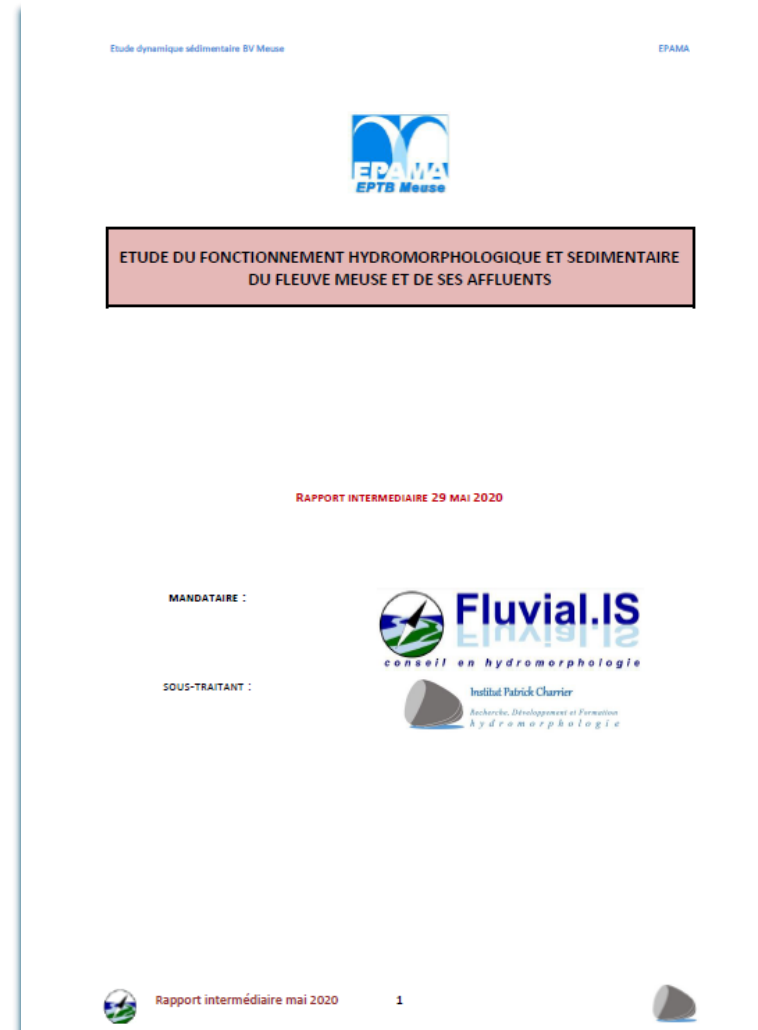 Etude dynamique sédimentaire BV Meuse EPAMA
EPAMA
EPTB Meuse
ETUDE DU FONCTIONNEMENT HYDROMORPHOLOGIQUE ET SEDIMENTAIRE
DU FLEUVE MEUSE ET DE SES AFFLUENTS
RAPPORT INTERMEDIAIRE 29 MAI 2020
MANDATAIRE :
Fluvial.IS
conseil en hydromorphologie
SOUS-TRAITANT :
Institut Patrick Charrier
Recherche, Développement et Formation
hydromorphologie
Rapport intermédiaire mai 2020 1